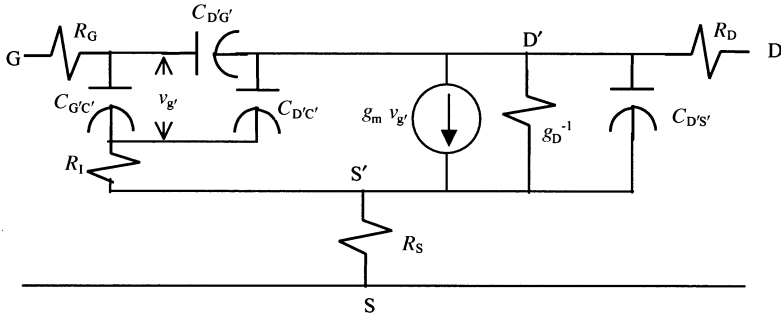 C_D′G′
R_G
D′
R_D
G
D
C_G′C′
v_g′
C_D′C′
g_m v_g′
g_D⁻¹
C_D′S′
R_I
S′
R_S
S